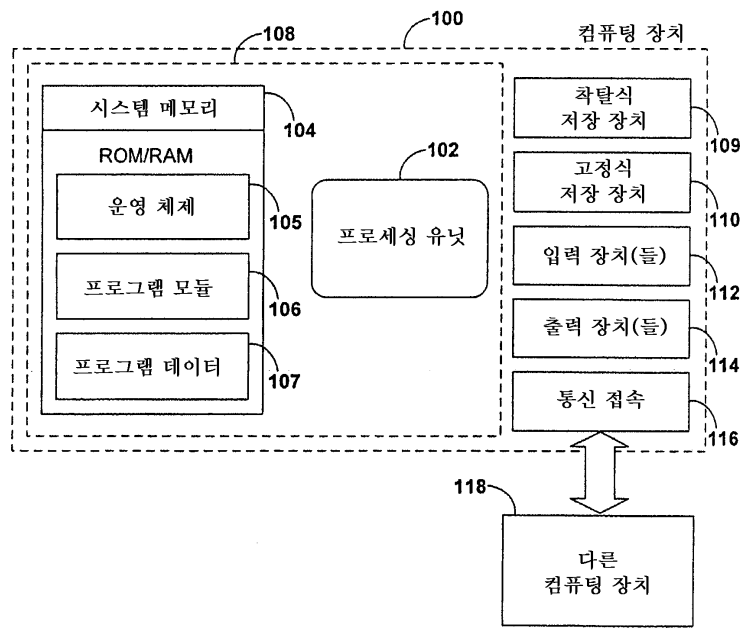 100
컴퓨팅 장치
108
시스템 메모리
104
ROM/RAM
운영 체제
105
프로그램 모듈
106
프로그램 데이터
107
102
프로세싱 유닛
착탈식
저장 장치
109
고정식
저장 장치
110
입력 장치(들)
112
출력 장치(들)
114
통신 접속
116
118
다른
컴퓨팅 장치